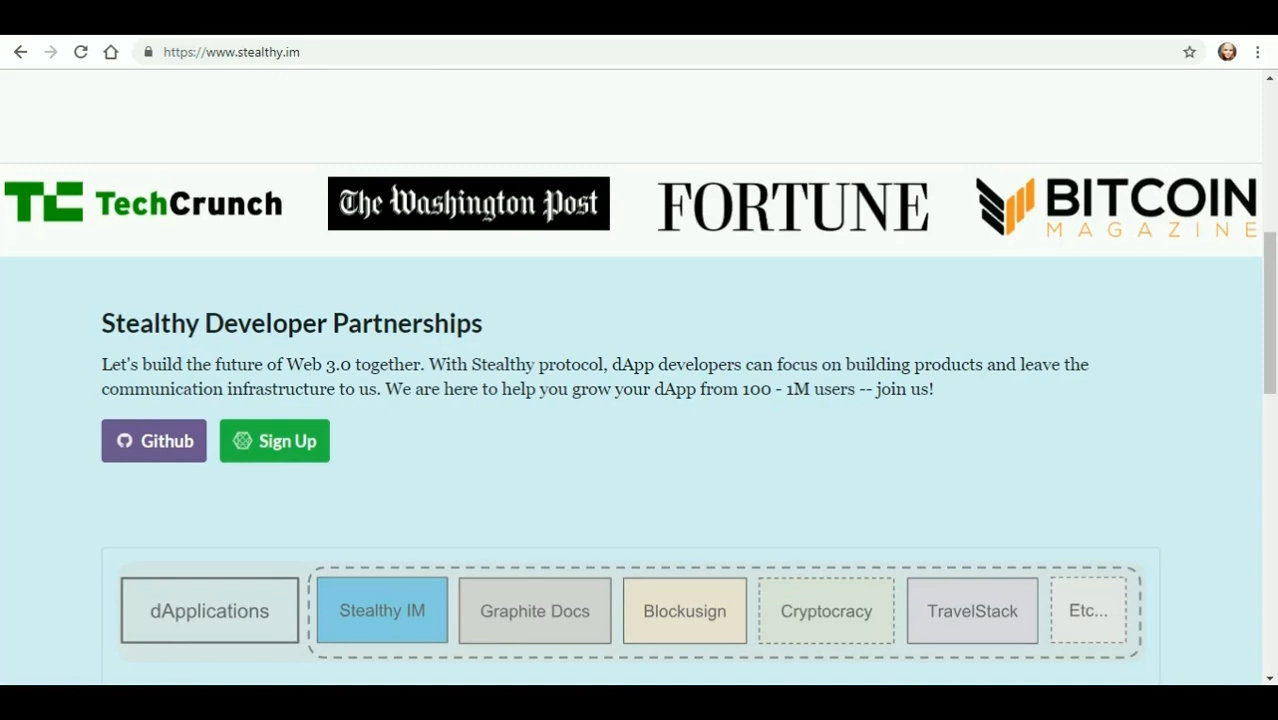 https://www.stealthy.im
TC TechCrunch
The Washington Post
FORTUNE
BITCOIN
MAGAZINE
Stealthy Developer Partnerships
Let's build the future of Web 3.0 together. With Stealthy protocol, dApp developers can focus on building products and leave the
communication infrastructure to us. We are here to help you grow your dApp from 100 - 1M users -- join us!
Github
Sign Up
dApplications
Stealthy IM
Graphite Docs
Blockusign
Cryptocracy
TravelStack
Etc...